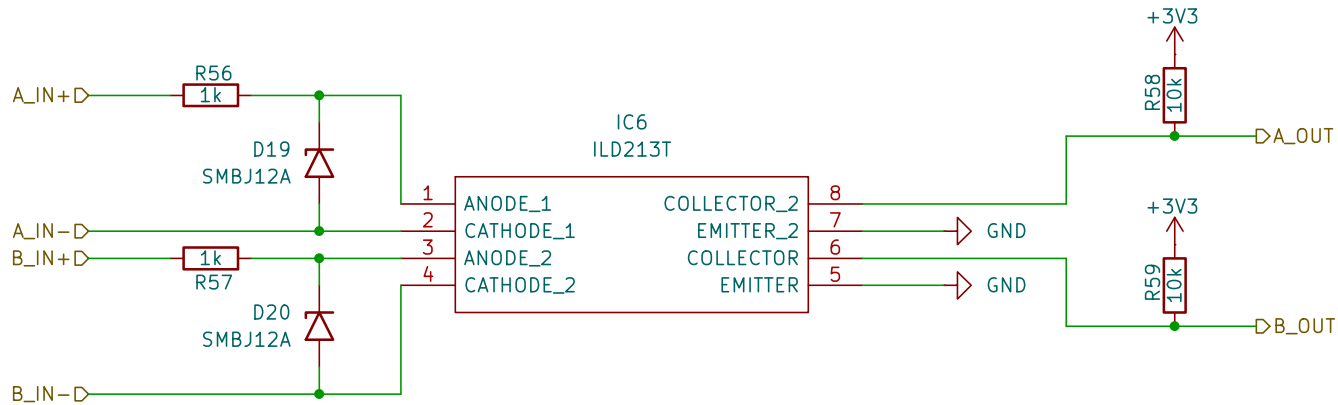 +3V3
R56
A_IN+
1k
R58
10k
IC6
ILD213T
A_OUT
D19
SMBJ12A
1
ANODE_1
COLLECTOR_2
8
+3V3
A_IN-
2
CATHODE_1
EMITTER_2
7
GND
B_IN+
1k
R57
3
ANODE_2
COLLECTOR
6
4
CATHODE_2
EMITTER
5
GND
R59
10k
D20
SMBJ12A
B_OUT
B_IN-